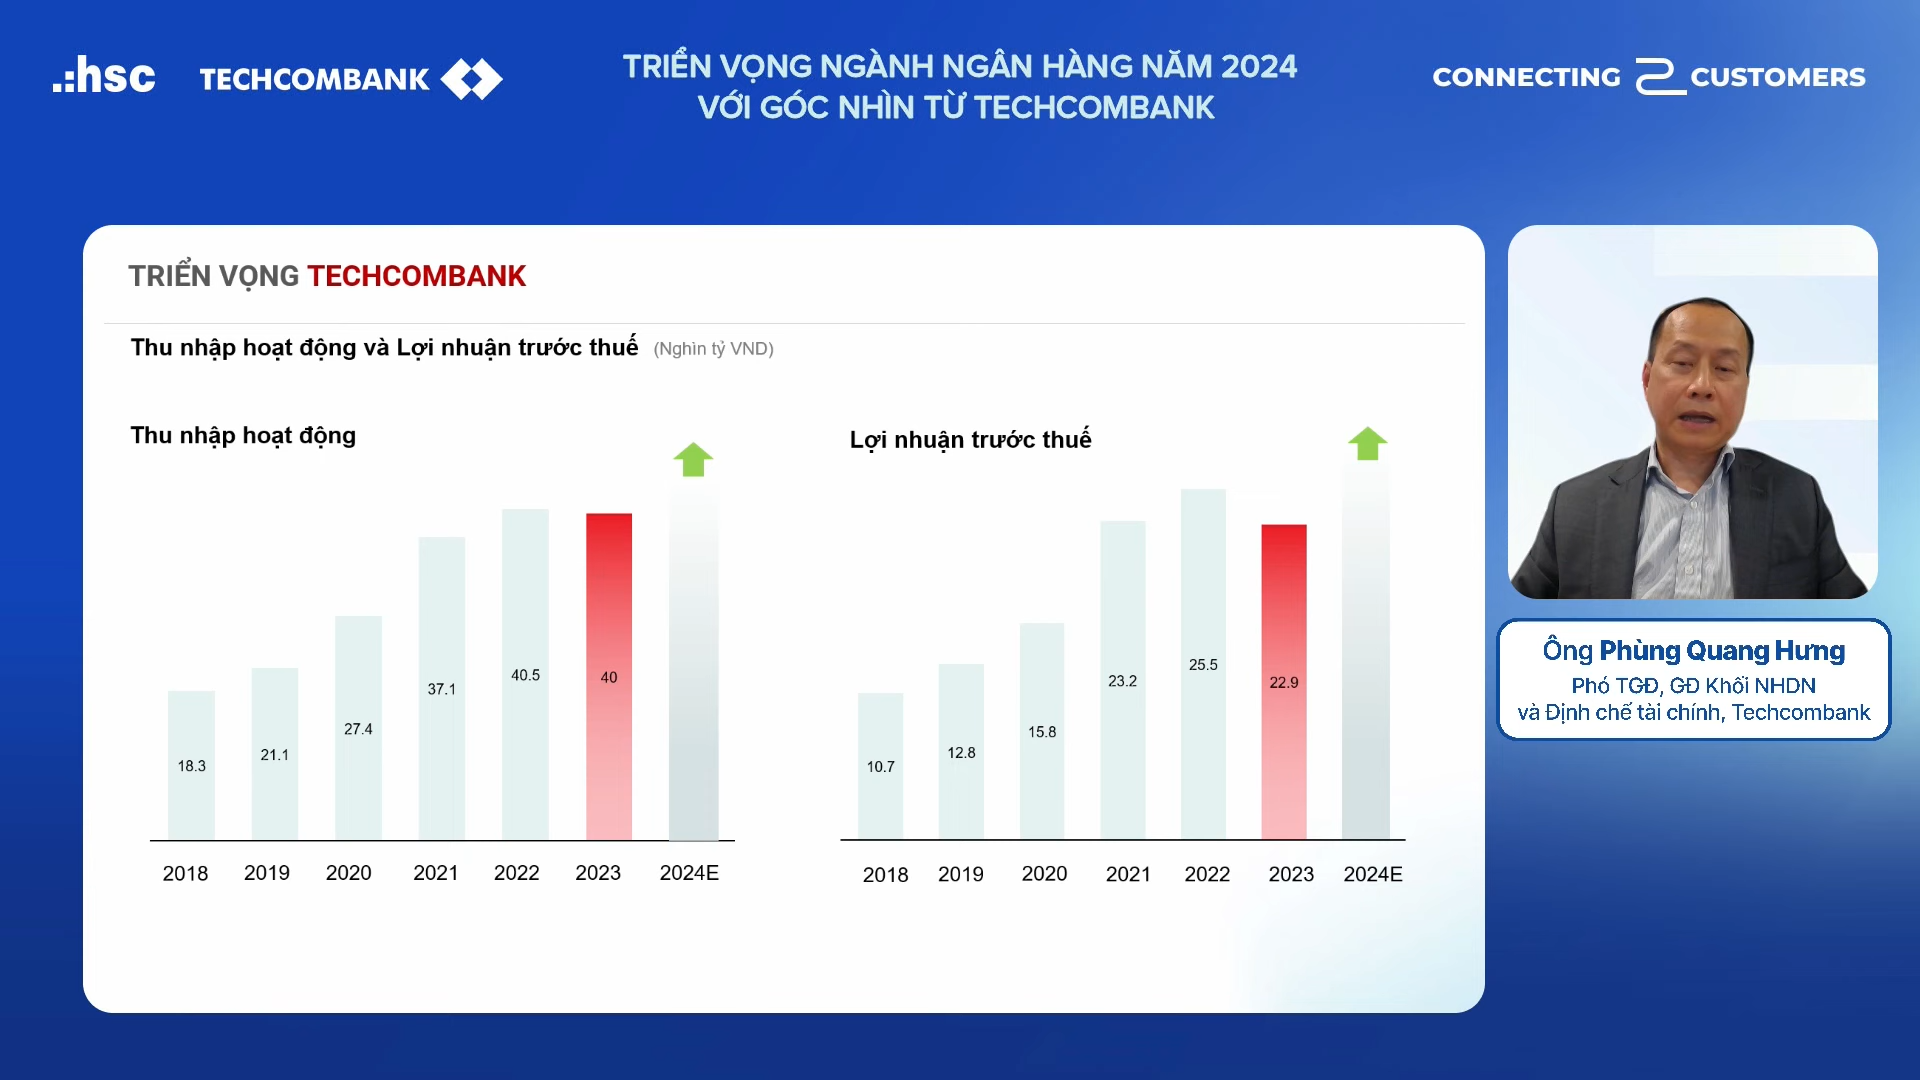 .:hsc
TECHCOMBANK
TRIỂN VỌNG NGÀNH NGÂN HÀNG NĂM 2024
VỚI GÓC NHÌN TỪ TECHCOMBANK
CONNECTING CUSTOMERS
TRIỂN VỌNG TECHCOMBANK
Thu nhập hoạt động và Lợi nhuận trước thuế (Nghìn tỷ VND)
Thu nhập hoạt động
18.3
21.1
27.4
37.1
40.5
40
2018 2019 2020 2021 2022 2023 2024E
Lợi nhuận trước thuế
10.7
12.8
15.8
23.2
25.5
22.9
2018 2019 2020 2021 2022 2023 2024E
Ông Phùng Quang Hưng
Phó TGĐ, GĐ Khối NHDN
và Định chế tài chính, Techcombank